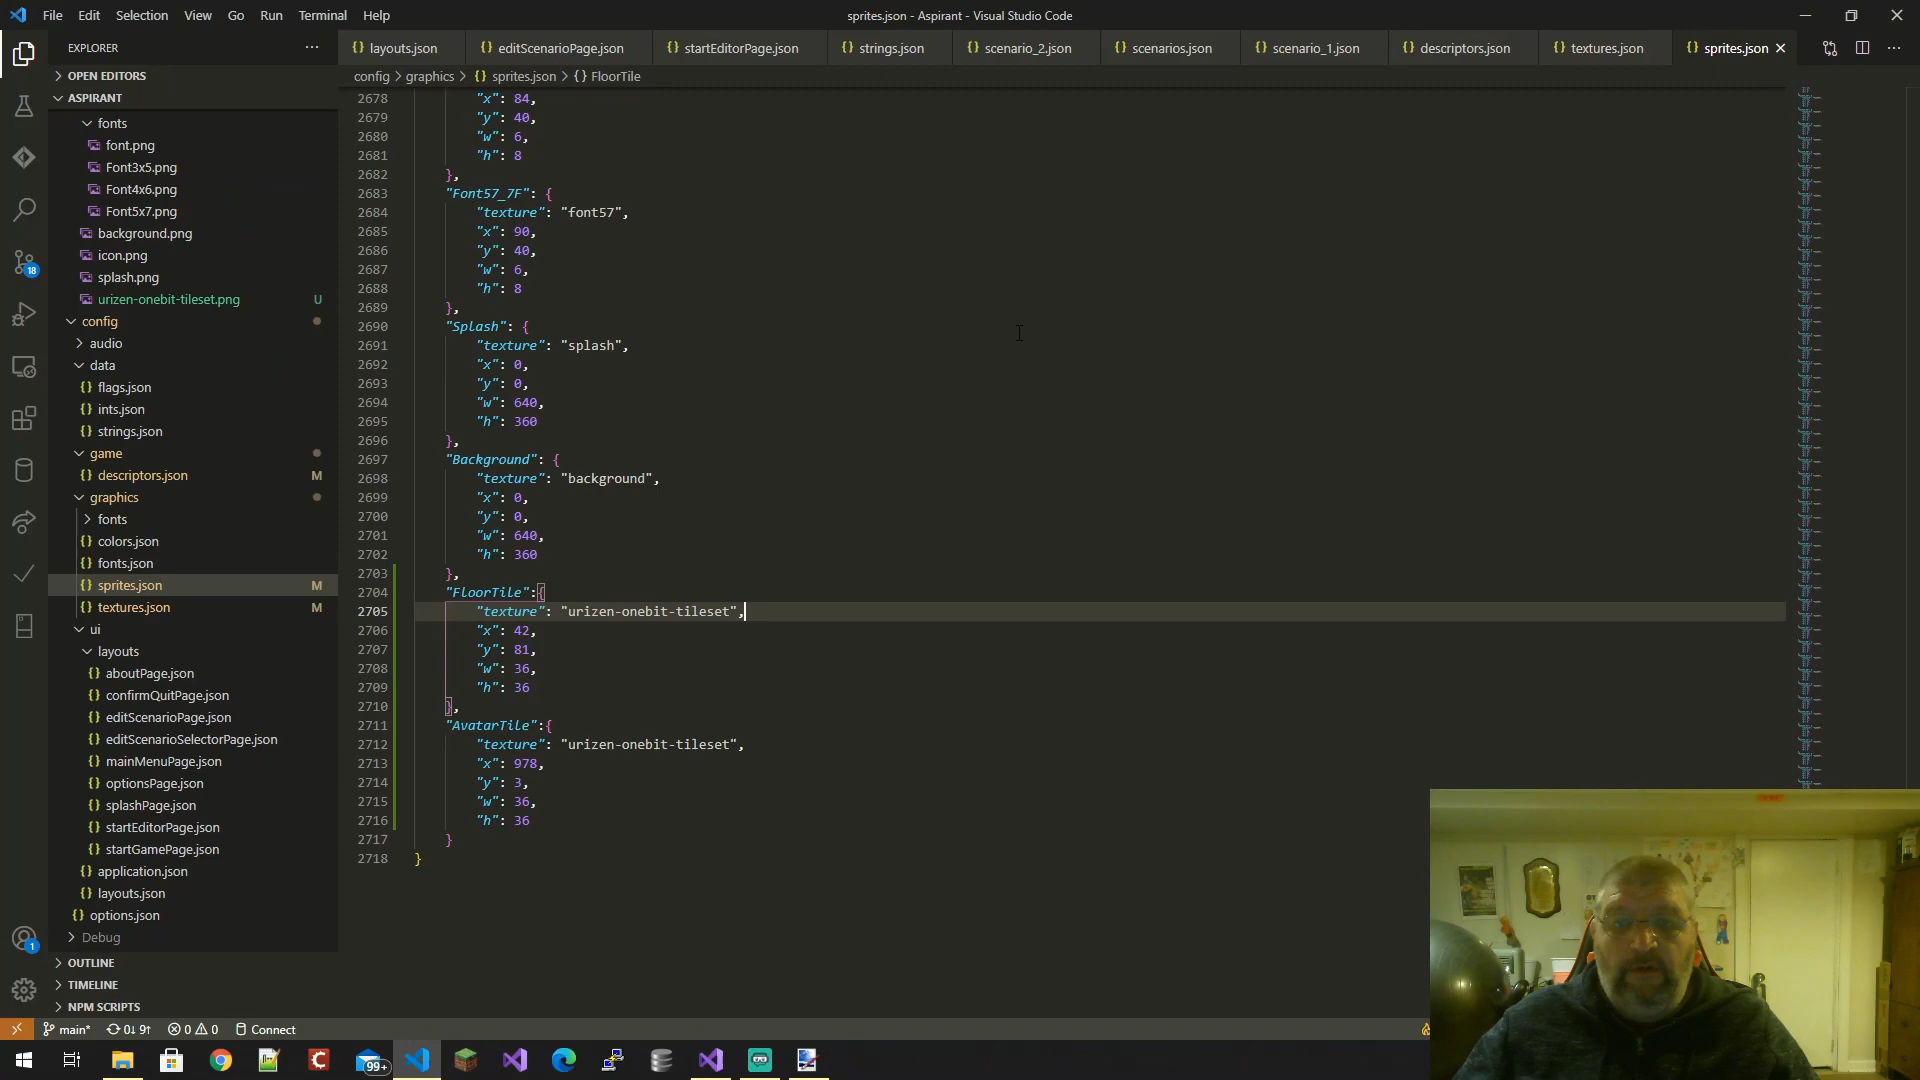 File Edit Selection View Go Run Terminal Help
sprites.json - Aspirant - Visual Studio Code
EXPLORER
layouts.json editScenarioPage.json startEditorPage.json strings.json scenario_2.json scenarios.json scenario_1.json descriptors.json textures.json sprites.json
OPEN EDITORS
config > graphics > {} sprites.json > {} FloorTile
ASPIRANT
fonts
font.png
Font3x5.png
Font4x6.png
Font5x7.png
background.png
icon.png
splash.png
urizen-onebit-tileset.png U
config
audio
data
flags.json
ints.json
strings.json
game
descriptors.json M
graphics
fonts
colors.json
fonts.json
sprites.json M
textures.json M
ui
layouts
aboutPage.json
confirmQuitPage.json
editScenarioPage.json
editScenarioSelectorPage.json
mainMenuPage.json
optionsPage.json
splashPage.json
startEditorPage.json
startGamePage.json
application.json
layouts.json
options.json
Debug
OUTLINE
TIMELINE
NPM SCRIPTS
18
1
2678 "x": 84,
2679 "y": 40,
2680 "w": 6,
2681 "h": 8
2682 },
2683 "Font57_7F": {
2684 "texture": "font57",
2685 "x": 90,
2686 "y": 40,
2687 "w": 6,
2688 "h": 8
2689 },
2690 "Splash": {
2691 "texture": "splash",
2692 "x": 0,
2693 "y": 0,
2694 "w": 640,
2695 "h": 360
2696 },
2697 "Background": {
2698 "texture": "background",
2699 "x": 0,
2700 "y": 0,
2701 "w": 640,
2702 "h": 360
2703 },
2704 "FloorTile":{
2705 "texture": "urizen-onebit-tileset",
2706 "x": 42,
2707 "y": 81,
2708 "w": 36,
2709 "h": 36
2710 },
2711 "AvatarTile":{
2712 "texture": "urizen-onebit-tileset",
2713 "x": 978,
2714 "y": 3,
2715 "w": 36,
2716 "h": 36
2717 }
2718 }
main* 0↓ 9↑ 0 0 Connect
99+